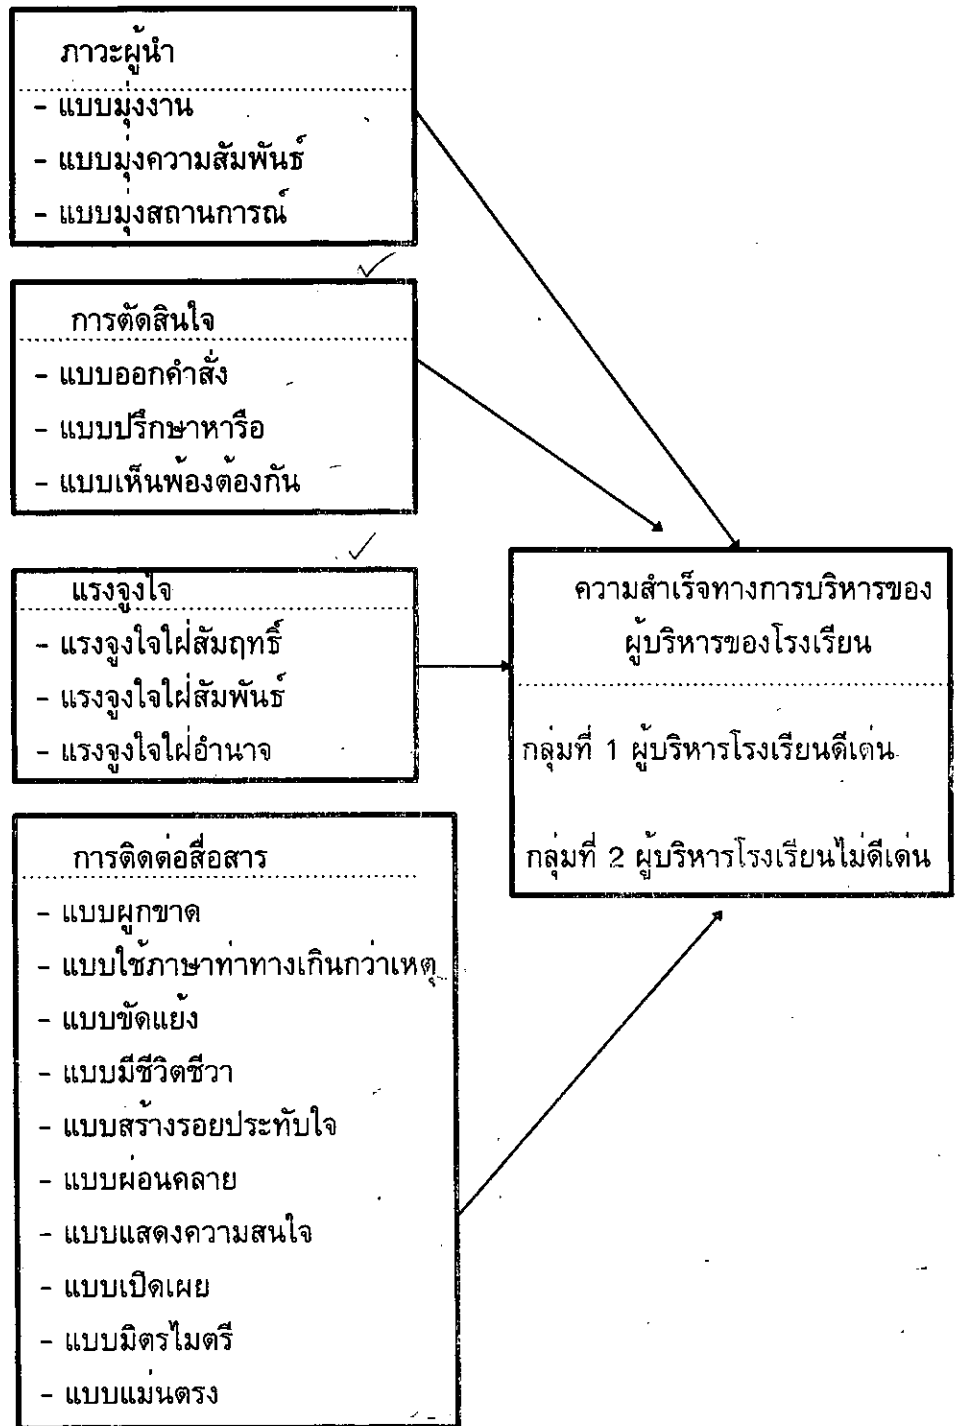 ภาวะผู้นำ
- แบบมุ่งงาน
- แบบมุ่งความสัมพันธ์
- แบบมุ่งสถานการณ์
การตัดสินใจ
- แบบออกคำสั่ง
- แบบปรึกษาหารือ
- แบบเห็นพ้องต้องกัน
แรงจูงใจ
- แรงจูงใจใฝ่สัมฤทธิ์
- แรงจูงใจใฝ่สัมพันธ์
- แรงจูงใจใฝ่อำนาจ
การติดต่อสื่อสาร
- แบบผูกขาด
- แบบใช้ภาษาท่าทางเกินกว่าเหตุ
- แบบขัดแย้ง
- แบบมีชีวิตชีวา
- แบบสร้างรอยประทับใจ
- แบบผ่อนคลาย
- แบบแสดงความสนใจ
- แบบเปิดเผย
- แบบมิตรไมตรี
- แบบแม่นตรง
ความสำเร็จทางการบริหารของ
ผู้บริหารของโรงเรียน
กลุ่มที่ 1 ผู้บริหารโรงเรียนดีเด่น
กลุ่มที่ 2 ผู้บริหารโรงเรียนไม่ดีเด่น